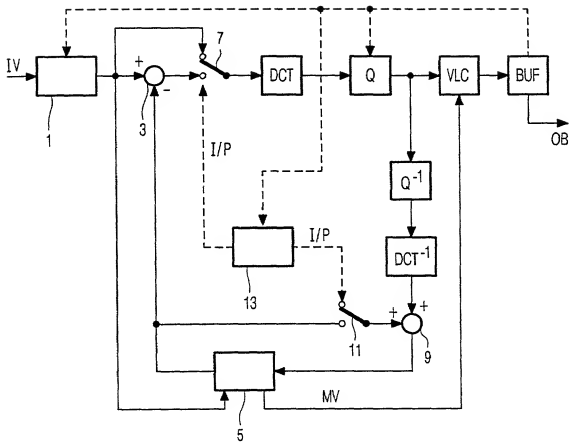 7
IV
+
-
DCT
Q
VLC
BUF
1
3
OB
I/P
Q-1
I/P
DCT-1
13
+
+
11
9
MV
5